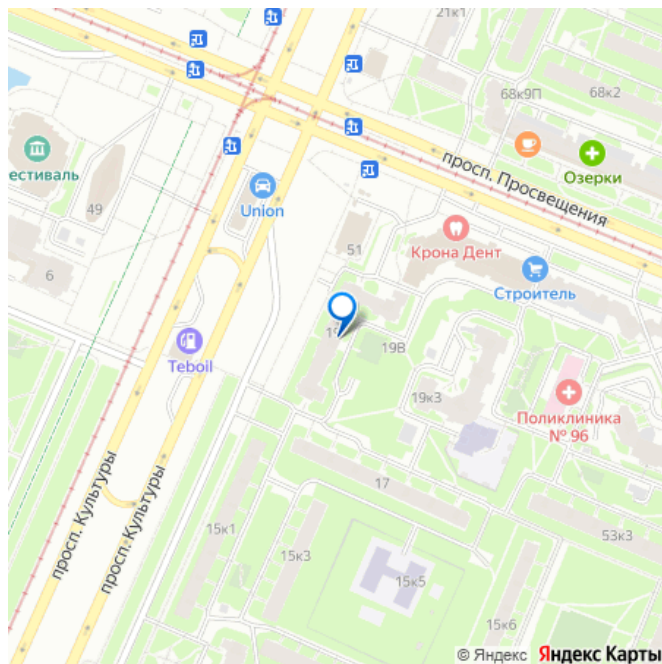 21к1
68к9П
68к2
просп. Просвещения
Озерки
естиваль
49
Union
6
51
Крона Дент
Строитель
19В
Teboil
19к3
Поликлиника
№ 96
просп. Культуры
просп. Культуры
17
15к1
15к3
53к3
15к5
15к6
© Яндекс Яндекс Карты